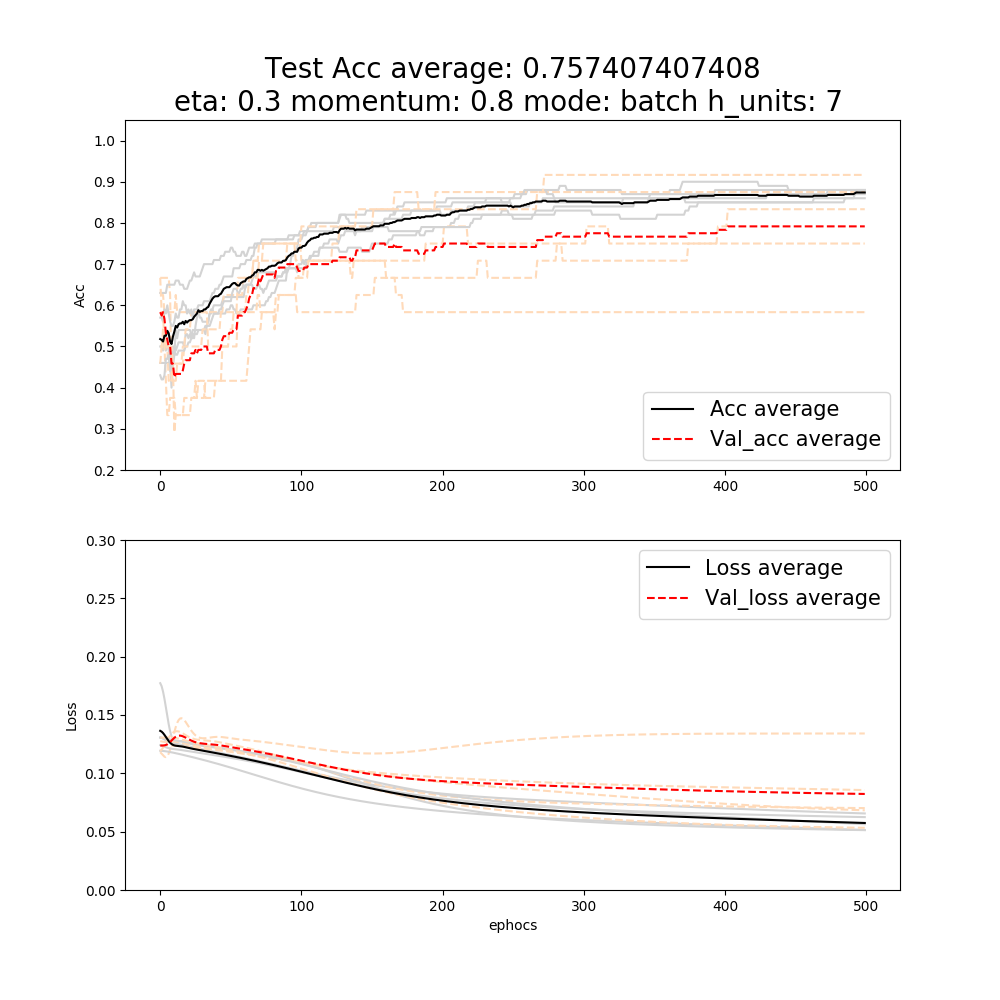 Test Acc average: 0.757407407408
eta: 0.3 momentum: 0.8 mode: batch h_units: 7
1.0
0.9
0.8
0.7
0.6
0.5
0.4
0.3
0.2
Acc
Acc average
Val_acc average
0 100 200 300 400 500
0.30
0.25
0.20
0.15
0.10
0.05
0.00
Loss
Loss average
Val_loss average
0 100 200 300 400 500
ephocs